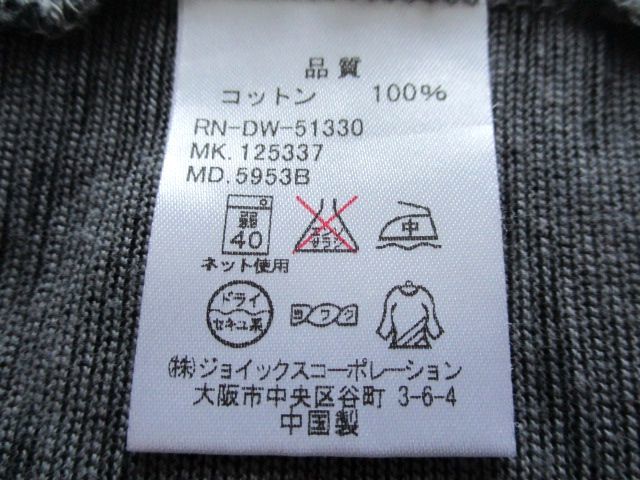 品質
コットン 100%
RN-DW-51330
MK. 125337
MD. 5953B
弱
40
エンソ
サラシ
中
ネット使用
ドライ
セキユ系
ヨワク
(株)ジョイックスコーポレーション
大阪市中央区谷町 3-6-4
中国製